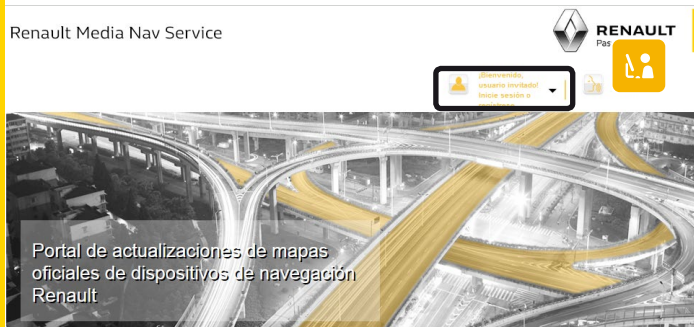 Renault Media Nav Service
RENAULT
Pas
¡Bienvenido,
usuario invitado!
Inicie sesión o
Portal de actualizaciones de mapas
oficiales de dispositivos de navegación
Renault